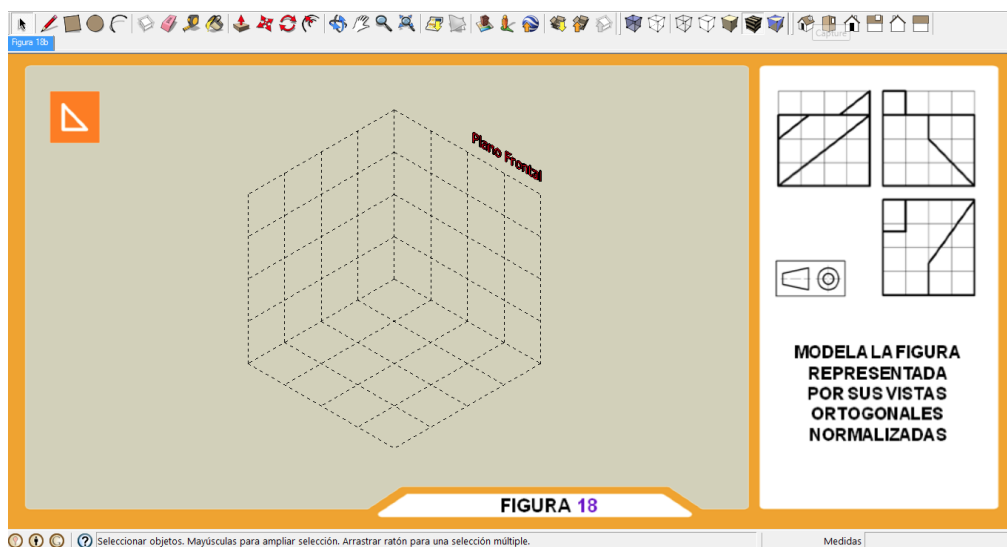 Capture
Figura 18b
Plano Frontal
MODELA LA FIGURA
REPRESENTADA
POR SUS VISTAS
ORTOGONALES
NORMALIZADAS
FIGURA 18
Seleccionar objetos. Mayúsculas para ampliar selección. Arrastrar ratón para una selección múltiple.
Medidas